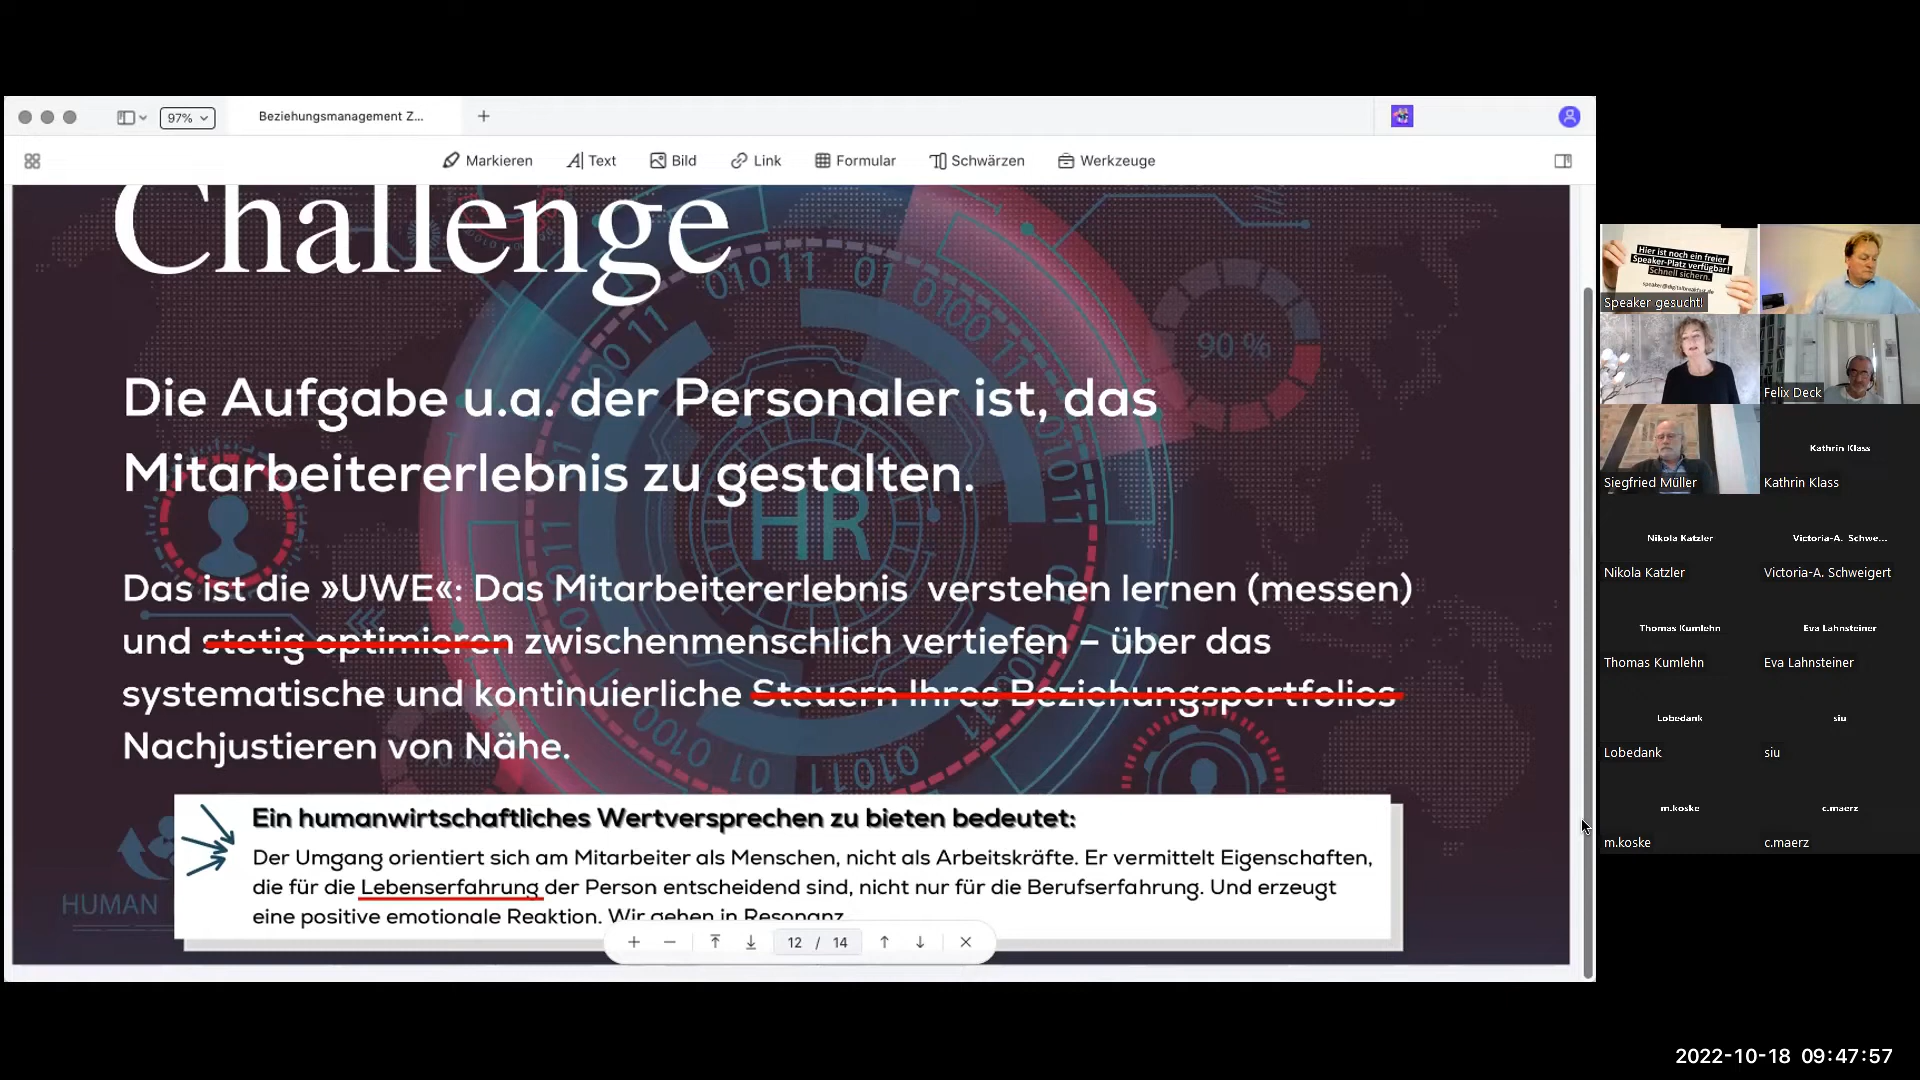 97%
Beziehungsmanagement Z...
Markieren
Text
Bild
Link
Formular
Schwärzen
Werkzeuge
Challenge
Die Aufgabe u.a. der Personaler ist, das
Mitarbeitererlebnis zu gestalten.
Das ist die »UWE«: Das Mitarbeitererlebnis verstehen lernen (messen)
und stetig optimieren zwischenmenschlich vertiefen – über das
systematische und kontinuierliche Steuern Ihres Beziehungsportfolios
Nachjustieren von Nähe.
Ein humanwirtschaftliches Wertversprechen zu bieten bedeutet:
Der Umgang orientiert sich am Mitarbeiter als Menschen, nicht als Arbeitskräfte. Er vermittelt Eigenschaften,
die für die Lebenserfahrung der Person entscheidend sind, nicht nur für die Berufserfahrung. Und erzeugt
eine positive emotionale Reaktion. Wir gehen in Resonanz
HR
90 %
HUMAN
12 / 14
Hier ist noch ein freier
Speaker-Platz verfügbar!
Schnell sichern.
speaker@digitalbreakfast.de
Speaker gesucht!
Felix Deck
Siegfried Müller
Kathrin Klass
Kathrin Klass
Nikola Katzler
Nikola Katzler
Victoria-A. Schwe...
Victoria-A. Schweigert
Thomas Kumlehn
Thomas Kumlehn
Eva Lahnsteiner
Eva Lahnsteiner
Lobedank
Lobedank
siu
siu
m.koske
m.koske
c.maerz
c.maerz
2022-10-18 09:47:57